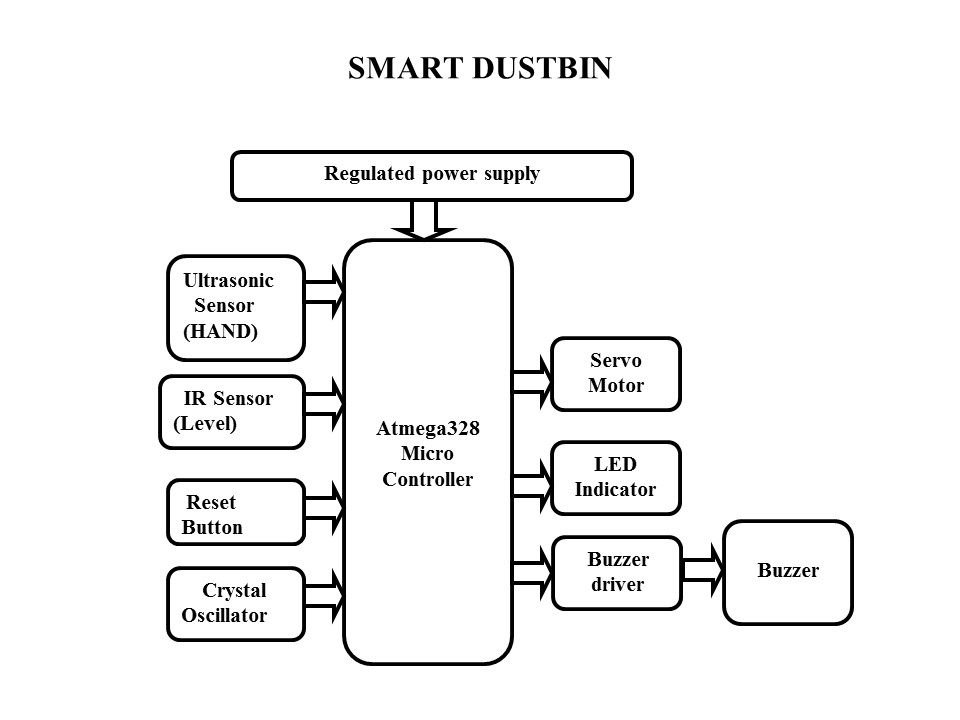 SMART DUSTBIN
Regulated power supply
Ultrasonic
Sensor
(HAND)
IR Sensor
(Level)
Reset
Button
Crystal
Oscillator
Atmega328
Micro
Controller
Servo
Motor
LED
Indicator
Buzzer
driver
Buzzer